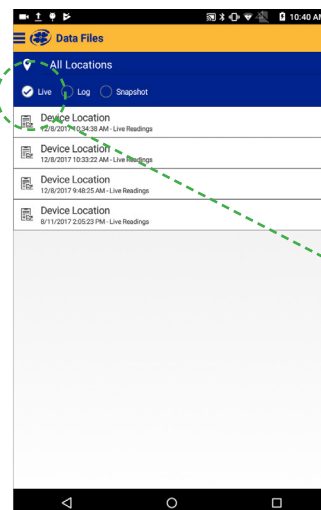 10:40 AM
Data Files
All Locations
Live Log Snapshot
Device Location
12/8/2017 10:34:38 AM - Live Readings
Device Location
12/8/2017 10:33:22 AM - Live Readings
Device Location
12/8/2017 9:48:25 AM - Live Readings
Device Location
8/11/2017 2:05:23 PM - Live Readings